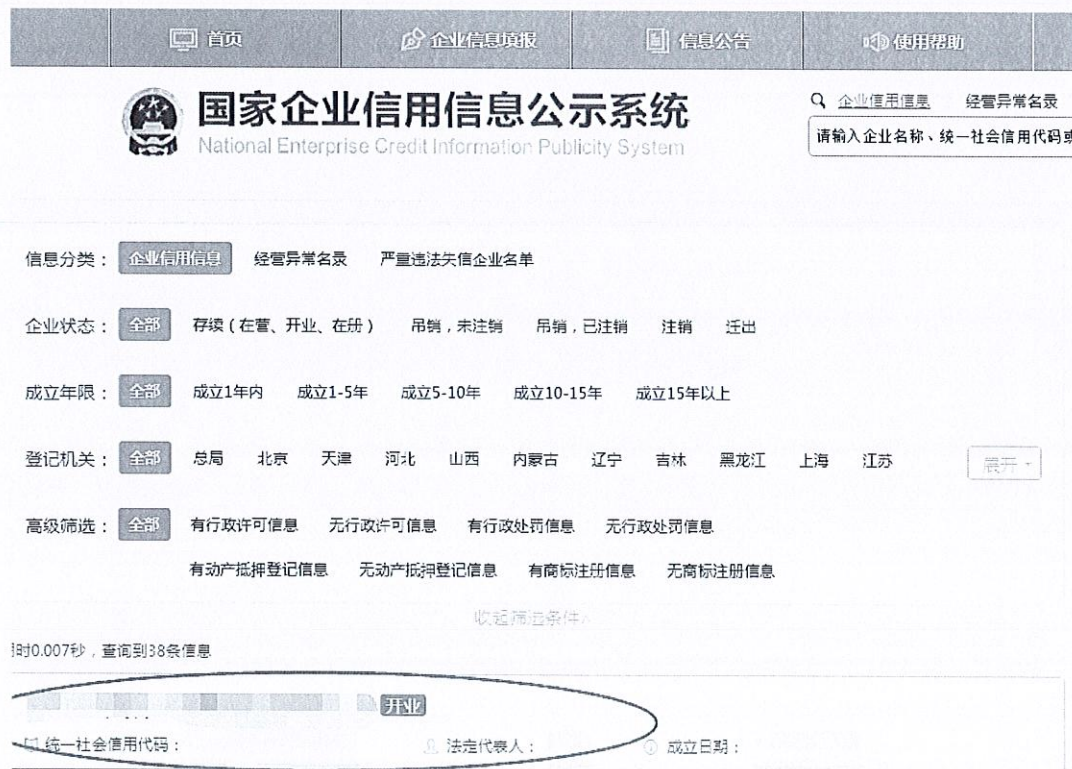 首页 企业信息填报 信息公告 使用帮助
国家企业信用信息公示系统
National Enterprise Credit Information Publicity System
企业信用信息 经营异常名录
请输入企业名称、统一社会信用代码或
信息分类： 企业信用信息 经营异常名录 严重违法失信企业名单
企业状态： 全部 存续（在营、开业、在册） 吊销，未注销 吊销，已注销 注销 迁出
成立年限： 全部 成立1年内 成立1-5年 成立5-10年 成立10-15年 成立15年以上
登记机关： 全部 总局 北京 天津 河北 山西 内蒙古 辽宁 吉林 黑龙江 上海 江苏 展开
高级筛选： 全部 有行政许可信息 无行政许可信息 有行政处罚信息 无行政处罚信息
有动产抵押登记信息 无动产抵押登记信息 有商标注册信息 无商标注册信息
收起筛选条件
用时0.007秒，查询到38条信息
开业
统一社会信用代码： 法定代表人： 成立日期：